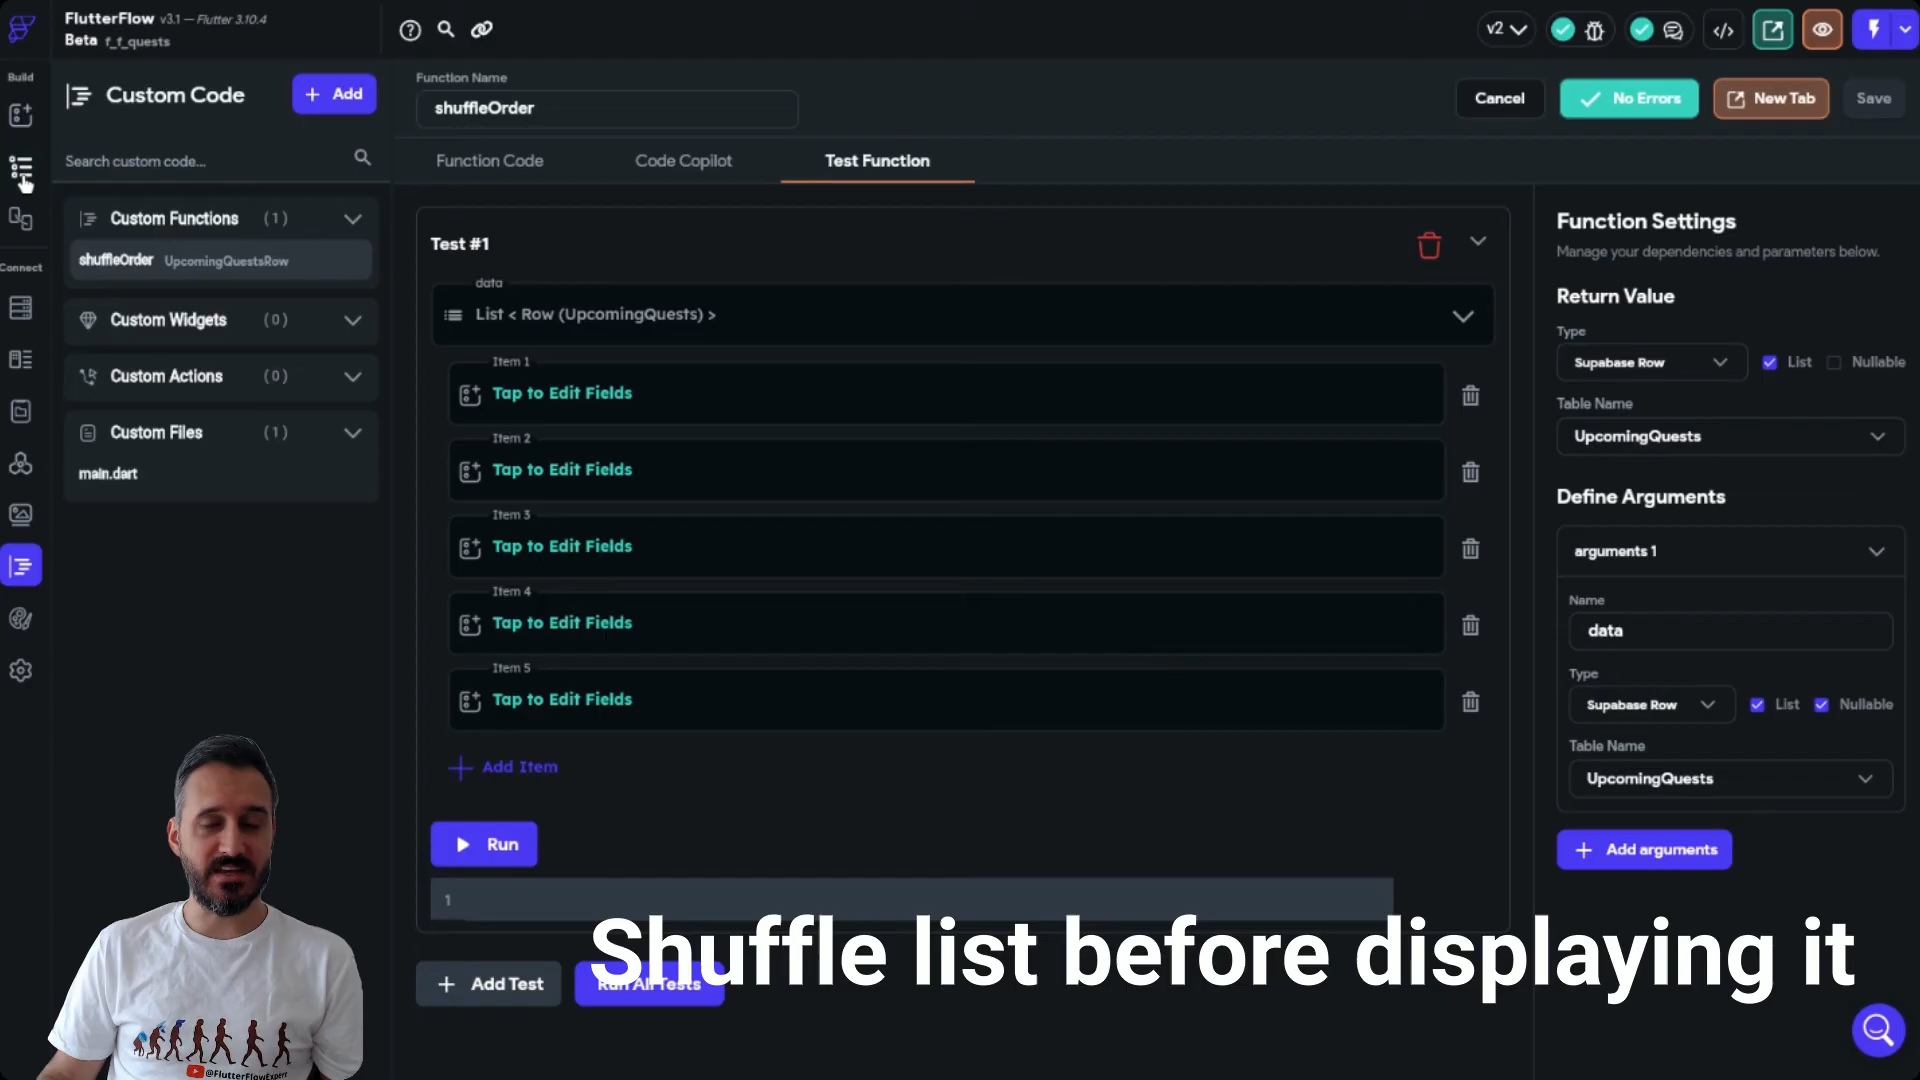 FlutterFlow v3.1 — Flutter 3.10.4
Beta f_f_quests
v2
Build
Custom Code
+ Add
Search custom code...
Custom Functions (1)
shuffleOrder UpcomingQuestsRow
Custom Widgets (0)
Custom Actions (0)
Custom Files (1)
main.dart
Connect
Function Name
shuffleOrder
Cancel
No Errors
New Tab
Save
Function Code
Code Copilot
Test Function
Test #1
data
List < Row (UpcomingQuests) >
Item 1
Tap to Edit Fields
Item 2
Tap to Edit Fields
Item 3
Tap to Edit Fields
Item 4
Tap to Edit Fields
Item 5
Tap to Edit Fields
+ Add Item
Run
1
+ Add Test
Run All Tests
Function Settings
Manage your dependencies and parameters below.
Return Value
Type
Supabase Row
List
Nullable
Table Name
UpcomingQuests
Define Arguments
arguments 1
Name
data
Type
Supabase Row
List
Nullable
Table Name
UpcomingQuests
+ Add arguments
Shuffle list before displaying it
@FlutterFlowExpert